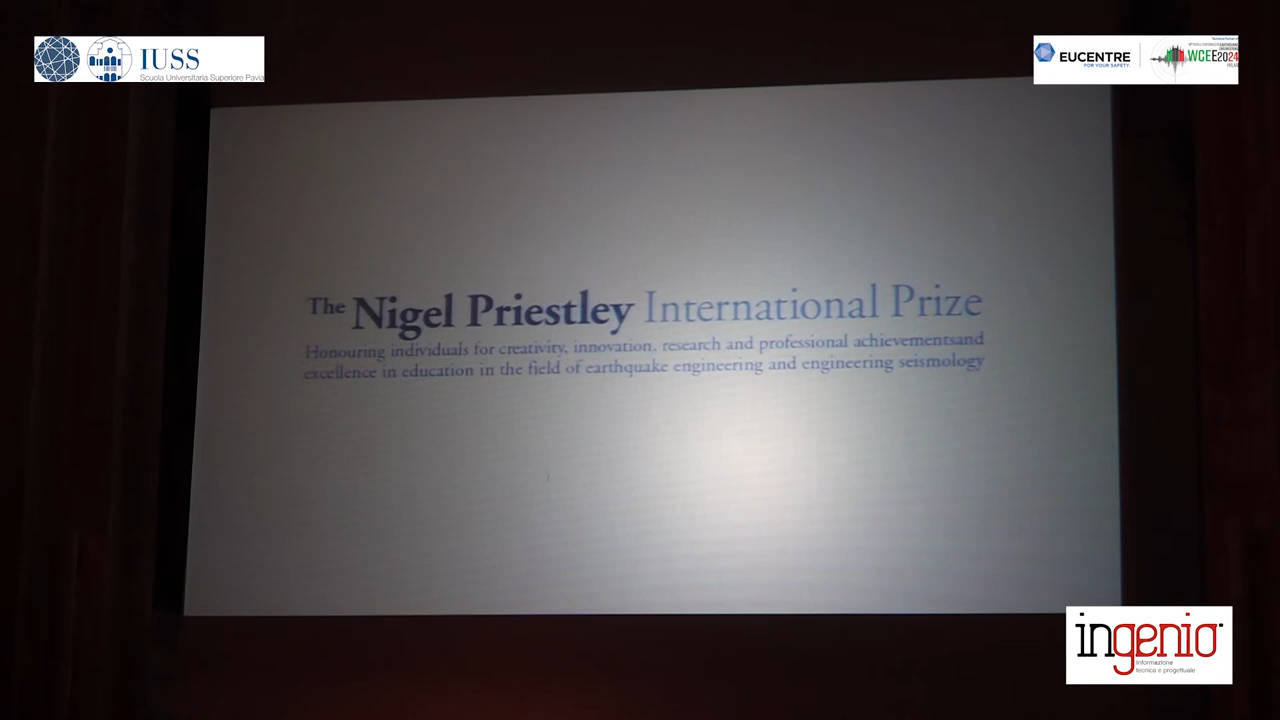 IUSS
Scuola Universitaria Superiore Pavia
EUCENTRE
FOR YOUR SAFETY.
WCEE2024
The Nigel Priestley International Prize
Honouring individuals for creativity, innovation, research and professional achievementsand
excellence in education in the field of earthquake engineering and engineering seismology
ingenio
Informazione
tecnica e progettuale